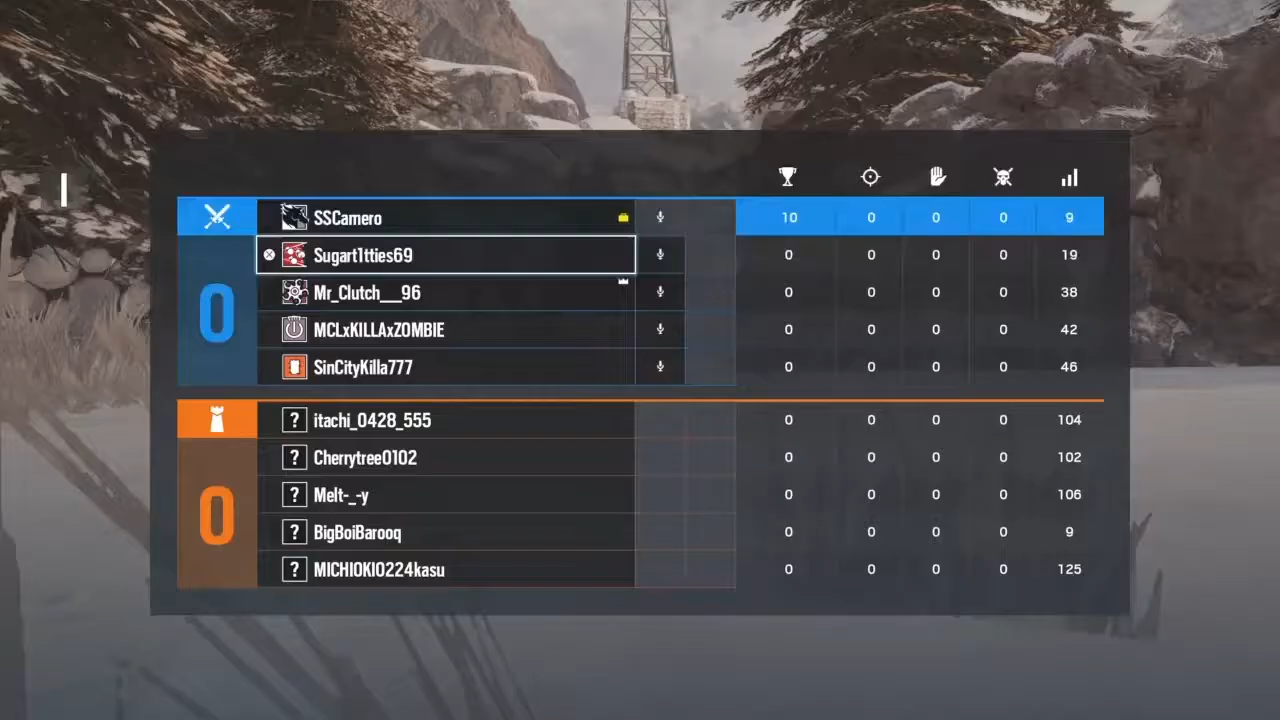 SSCamero 10 0 0 0 9
Sugart1tties69 0 0 0 0 19
0 Mr_Clutch__96 0 0 0 0 38
MCLxKILLAxZOMBIE 0 0 0 0 42
SinCityKilla777 0 0 0 0 46
? itachi_0428_555 0 0 0 0 104
? Cherrytree0102 0 0 0 0 102
0 ? Melt-_-y 0 0 0 0 106
? BigBoiBarooq 0 0 0 0 9
? MICHIOKI0224kasu 0 0 0 0 125